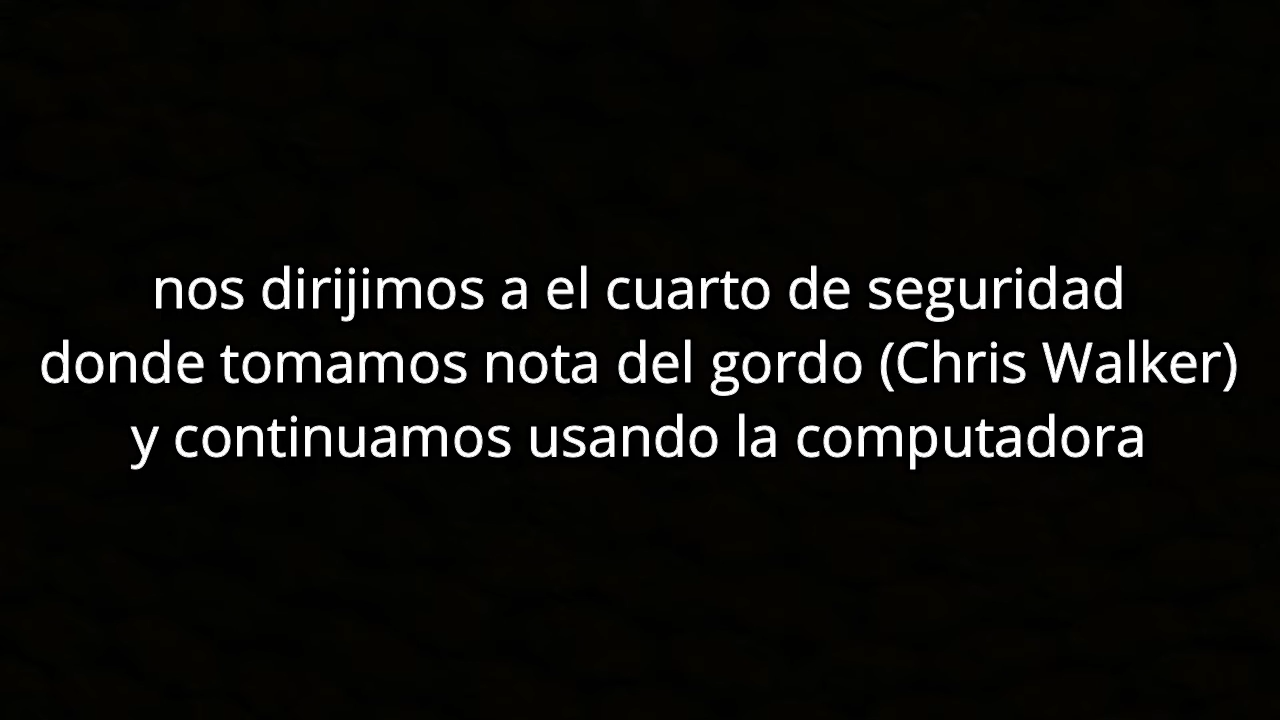 nos dirijimos a el cuarto de seguridad
donde tomamos nota del gordo (Chris Walker)
y continuamos usando la computadora